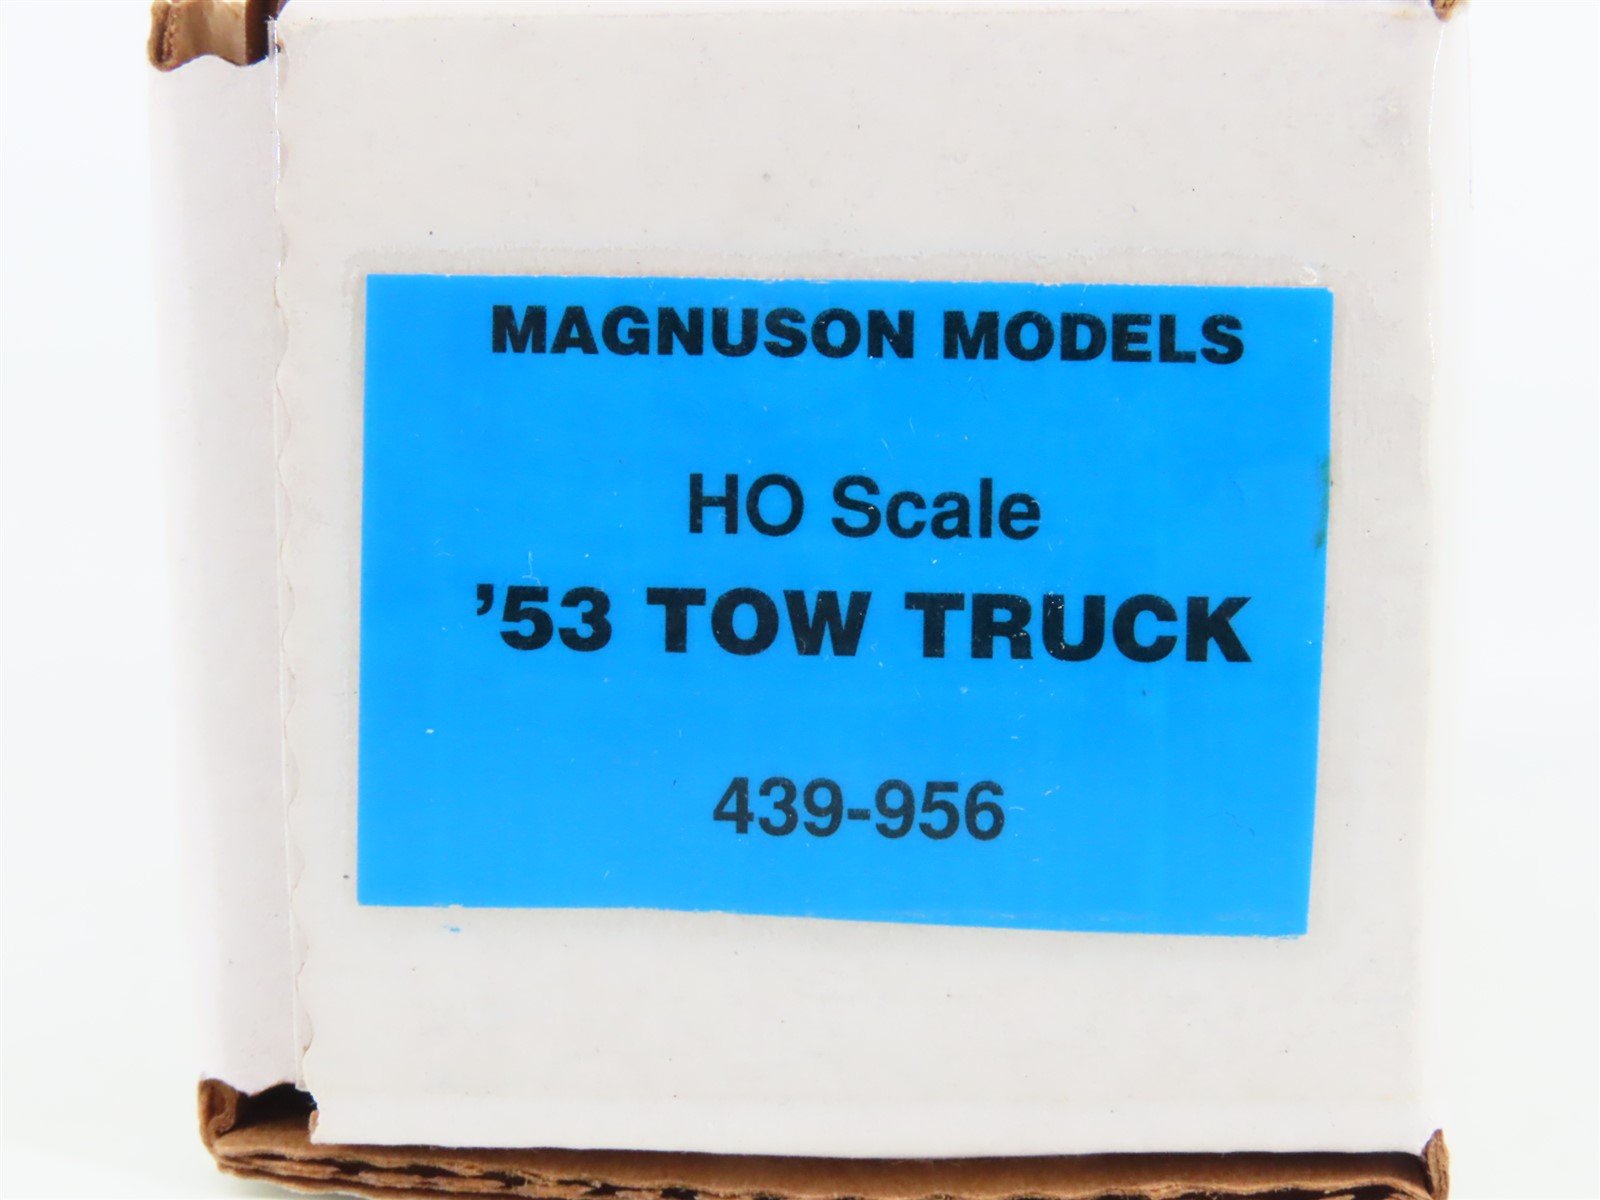 MAGNUSON MODELS
HO Scale
’53 TOW TRUCK
439-956